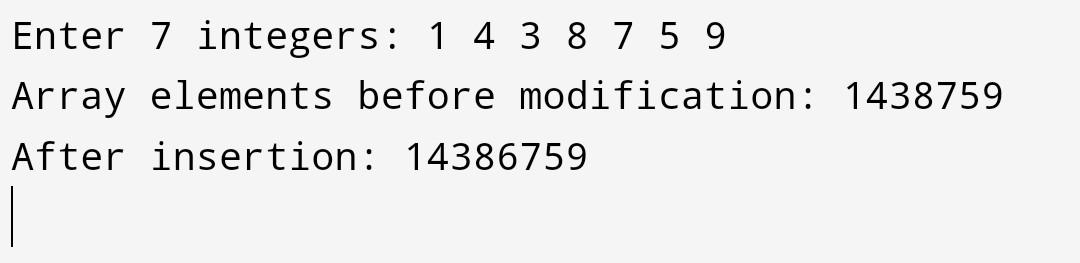 Enter 7 integers: 1 4 3 8 7 5 9
Array elements before modification: 1438759
After insertion: 14386759